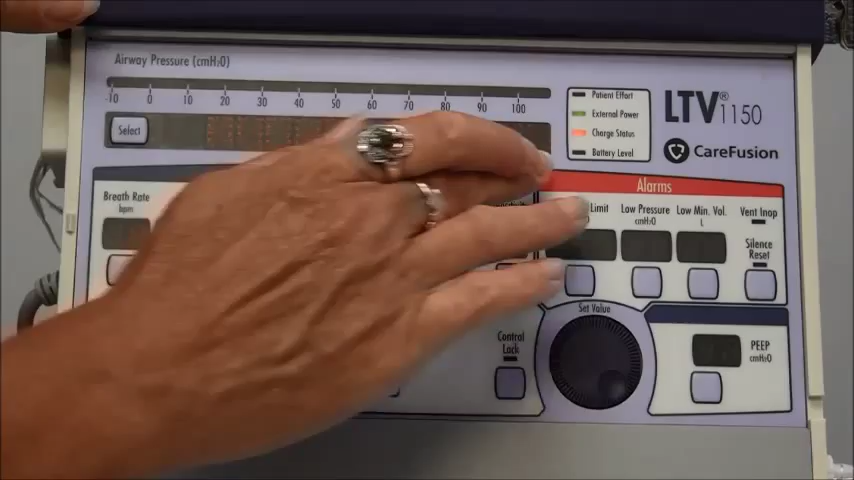 Airway Pressure (cmH2O)
-10 0 10 20 30 40 50 60 70 80 90 100
Select
Patient Effort
External Power
Charge Status
Battery Level
LTV® 1150
CareFusion
Breath Rate
bpm
Alarms
Limit
Low Pressure
cmH2O
Low Min. Vol.
L
Vent Inop
Silence
Reset
Set Value
Control
Lock
PEEP
cmH2O